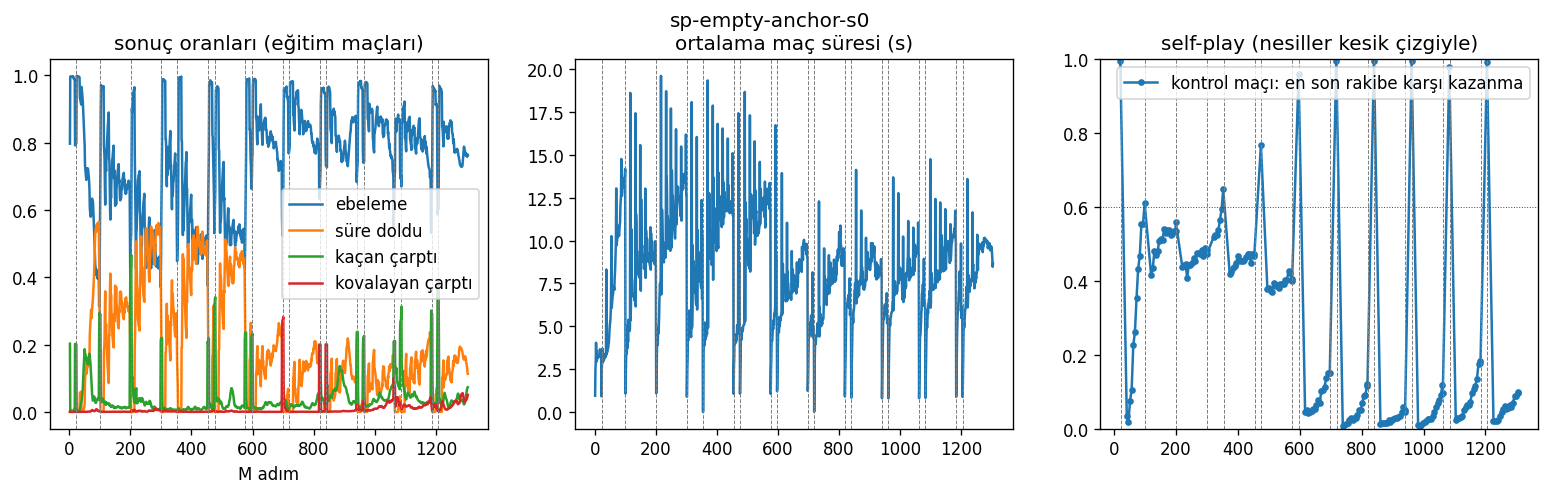 sp-empty-anchor-s0
sonuç oranları (eğitim maçları)
1.0
0.8
0.6
0.4
0.2
0.0
0 200 400 600 800 1000 1200
M adım
ebeleme
süre doldu
kaçan çarptı
kovalayan çarptı
ortalama maç süresi (s)
20.0
17.5
15.0
12.5
10.0
7.5
5.0
2.5
0.0
0 200 400 600 800 1000 1200
self-play (nesiller kesik çizgiyle)
kontrol maçı: en son rakibe karşı kazanma
1.0
0.8
0.6
0.4
0.2
0.0
0 200 400 600 800 1000 1200